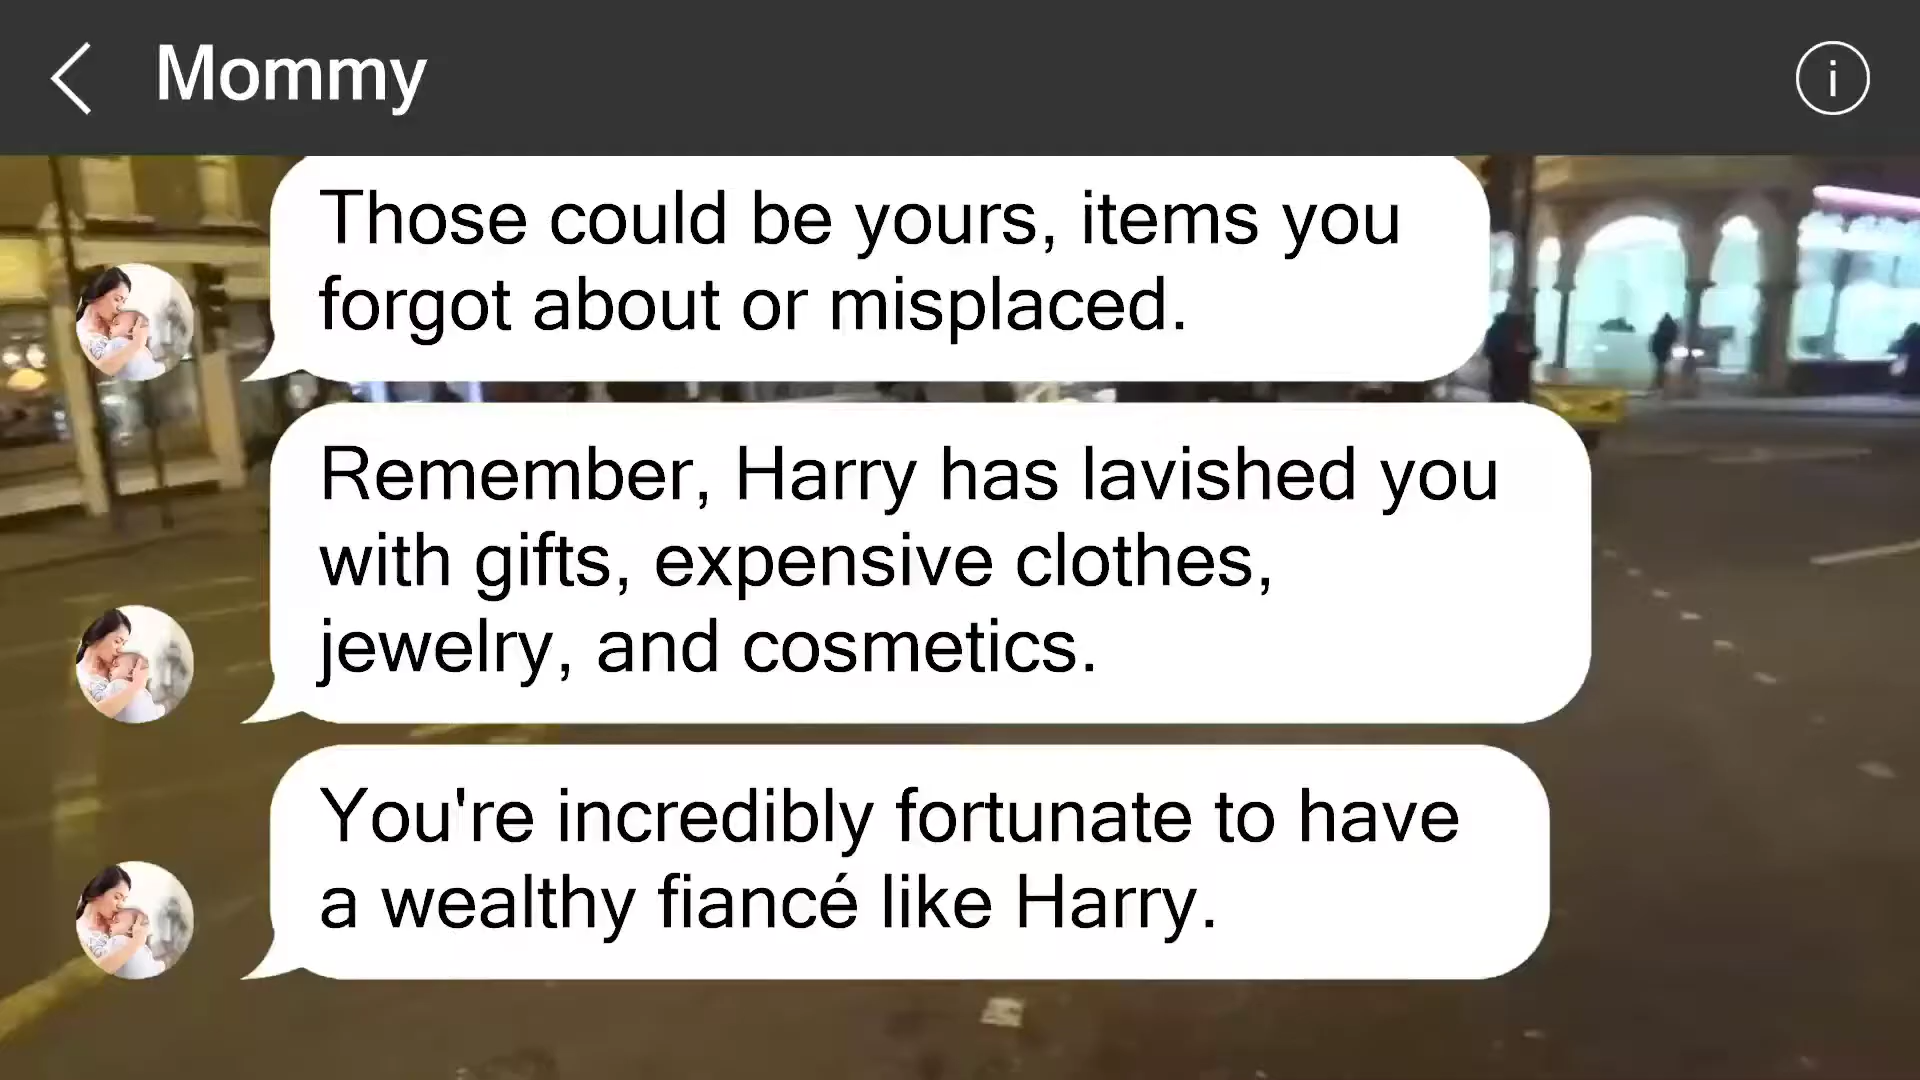 Mommy
Those could be yours, items you
forgot about or misplaced.
Remember, Harry has lavished you
with gifts, expensive clothes,
jewelry, and cosmetics.
You're incredibly fortunate to have
a wealthy fiancé like Harry.